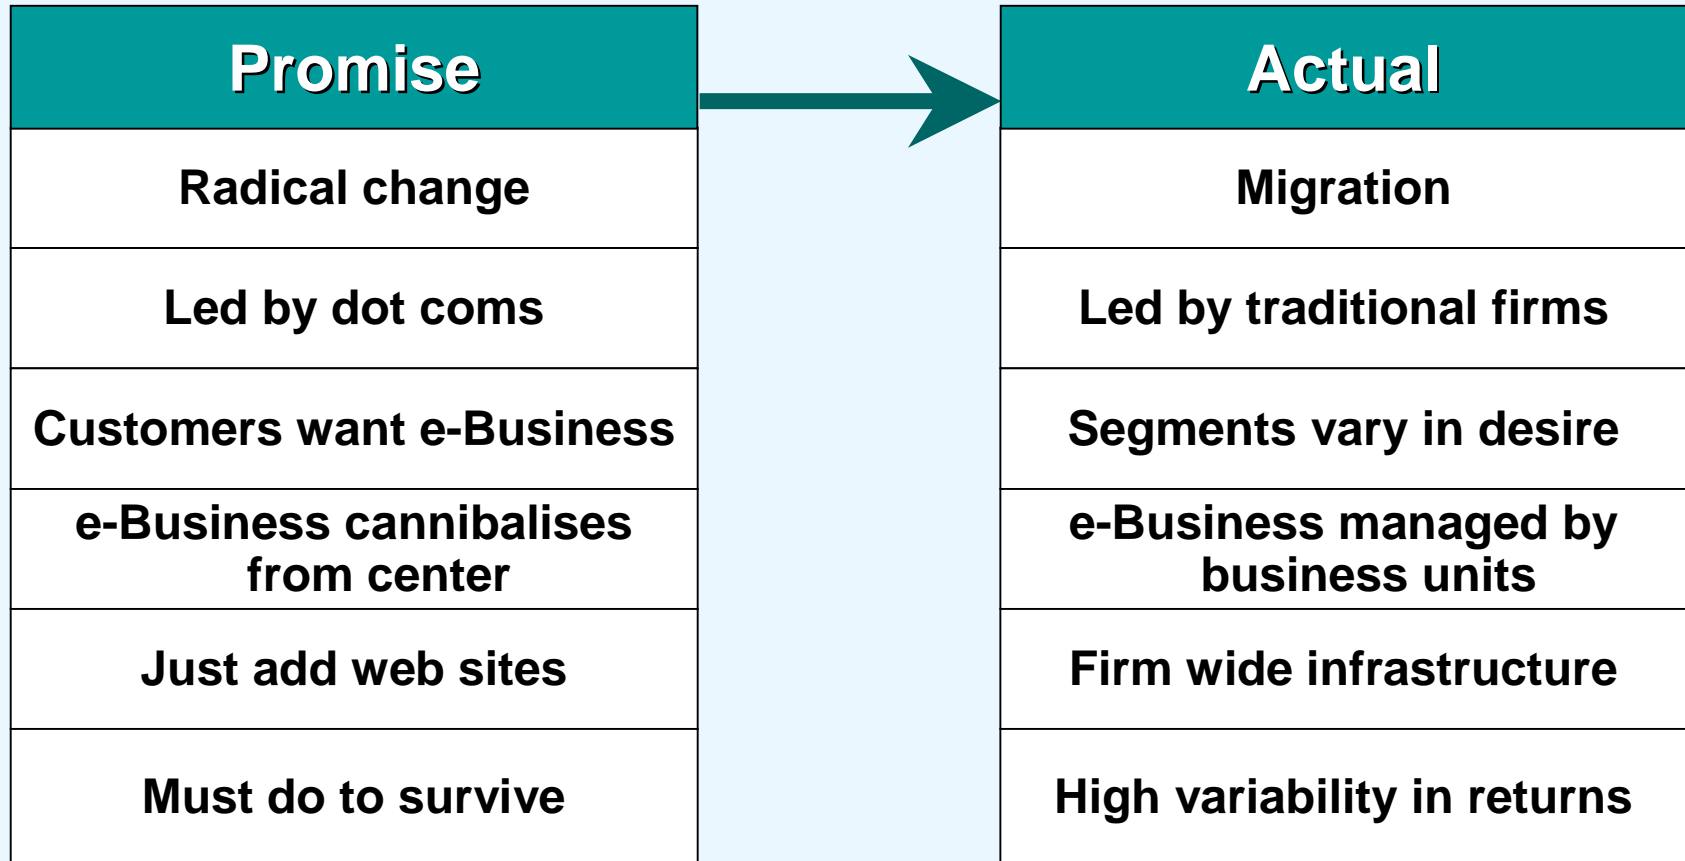 Promise
Actual
Radical change
Migration
Led by dot coms
Led by traditional firms
Customers want e-Business
Segments vary in desire
e-Business cannibalises
from center
e-Business managed by
business units
Just add web sites
Firm wide infrastructure
Must do to survive
High variability in returns